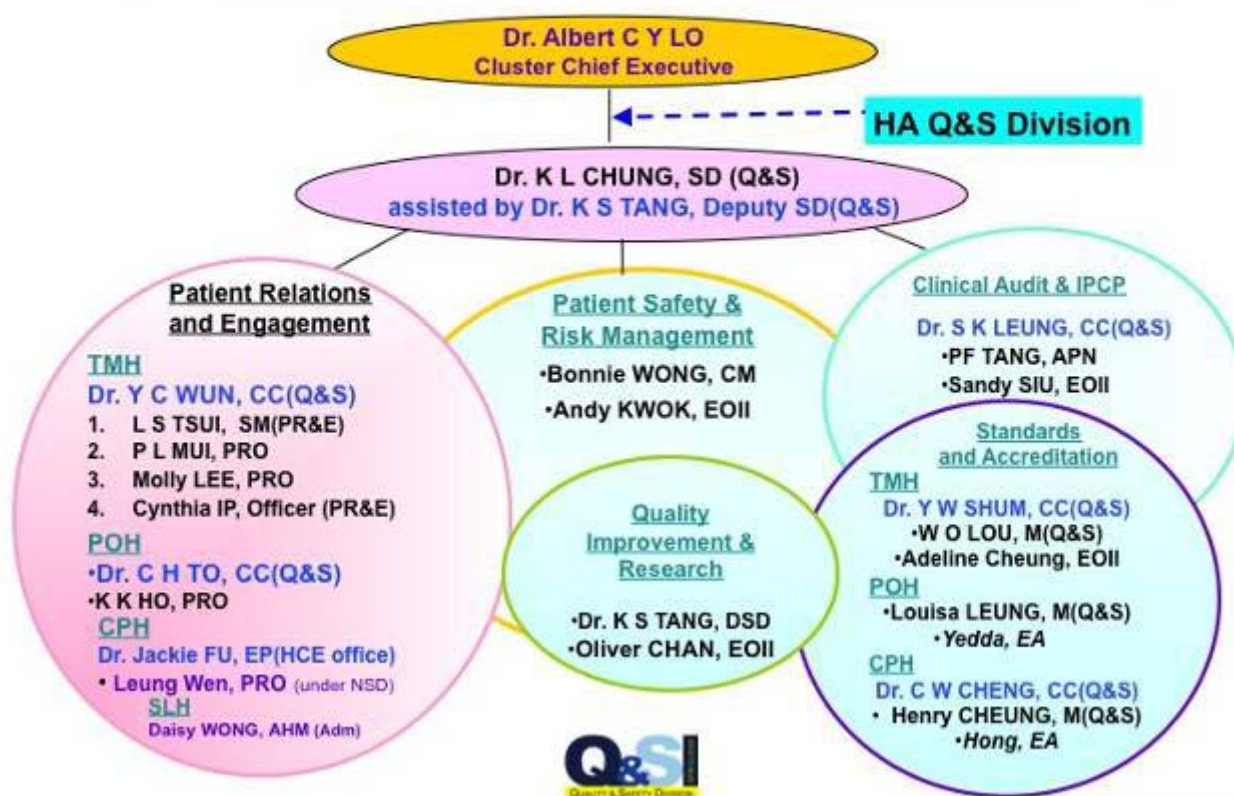 Dr. Albert C Y LO
Cluster Chief Executive
HA Q&S Division
Dr. K L CHUNG, SD (Q&S)
assisted by Dr. K S TANG, Deputy SD(Q&S)
Patient Relations
and Engagement
TMH
Dr. Y C WUN, CC(Q&S)
1. L S TSUI, SM(PR&E)
2. P L MUI, PRO
3. Molly LEE, PRO
4. Cynthia IP, Officer (PR&E)
POH
•Dr. C H TO, CC(Q&S)
•K K HO, PRO
CPH
Dr. Jackie FU, EP(HCE office)
• Leung Wen, PRO (under NSD)
SLH
Daisy WONG, AHM (Adm)
Patient Safety &
Risk Management
•Bonnie WONG, CM
•Andy KWOK, EOII
Quality
Improvement &
Research
•Dr. K S TANG, DSD
•Oliver CHAN, EOII
Clinical Audit & IPCP
Dr. S K LEUNG, CC(Q&S)
•PF TANG, APN
•Sandy SIU, EOII
Standards
and Accreditation
TMH
Dr. Y W SHUM, CC(Q&S)
•W O LOU, M(Q&S)
•Adeline Cheung, EOII
POH
•Louisa LEUNG, M(Q&S)
•Yedda, EA
CPH
Dr. C W CHENG, CC(Q&S)
• Henry CHEUNG, M(Q&S)
•Hong, EA
Q&S
QUALITY & SAFETY DIVISION